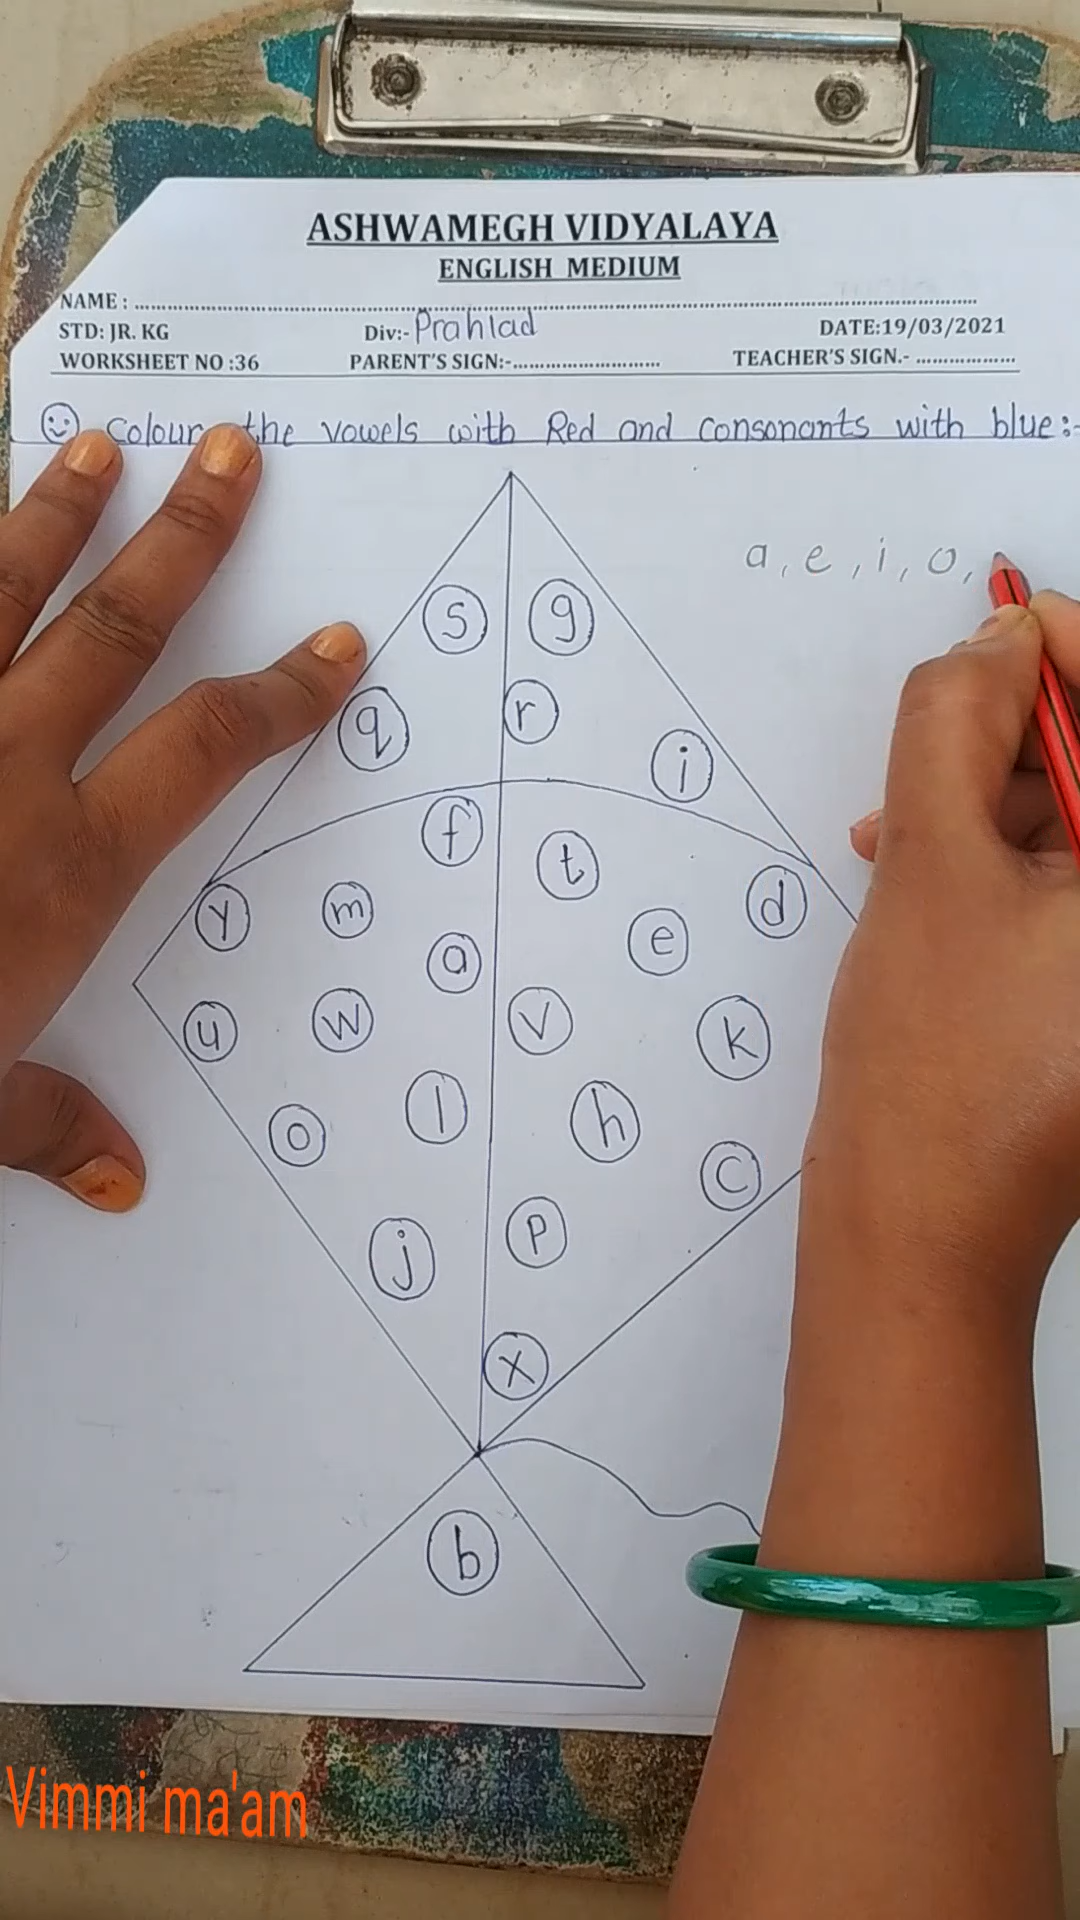 ASHWAMEGH VIDYALAYA
ENGLISH MEDIUM
NAME : ........................................................................
STD: JR. KG Div:- Prahlad DATE:19/03/2021
WORKSHEET NO :36 PARENT'S SIGN:-............................ TEACHER'S SIGN.- ...................
Colour the vowels with Red and consonants with blue:-
a, e, i, o,
s g
q r i
f t
y m d
a e
u w v k
o l h
c
j p
x
b
Vimmi ma'am